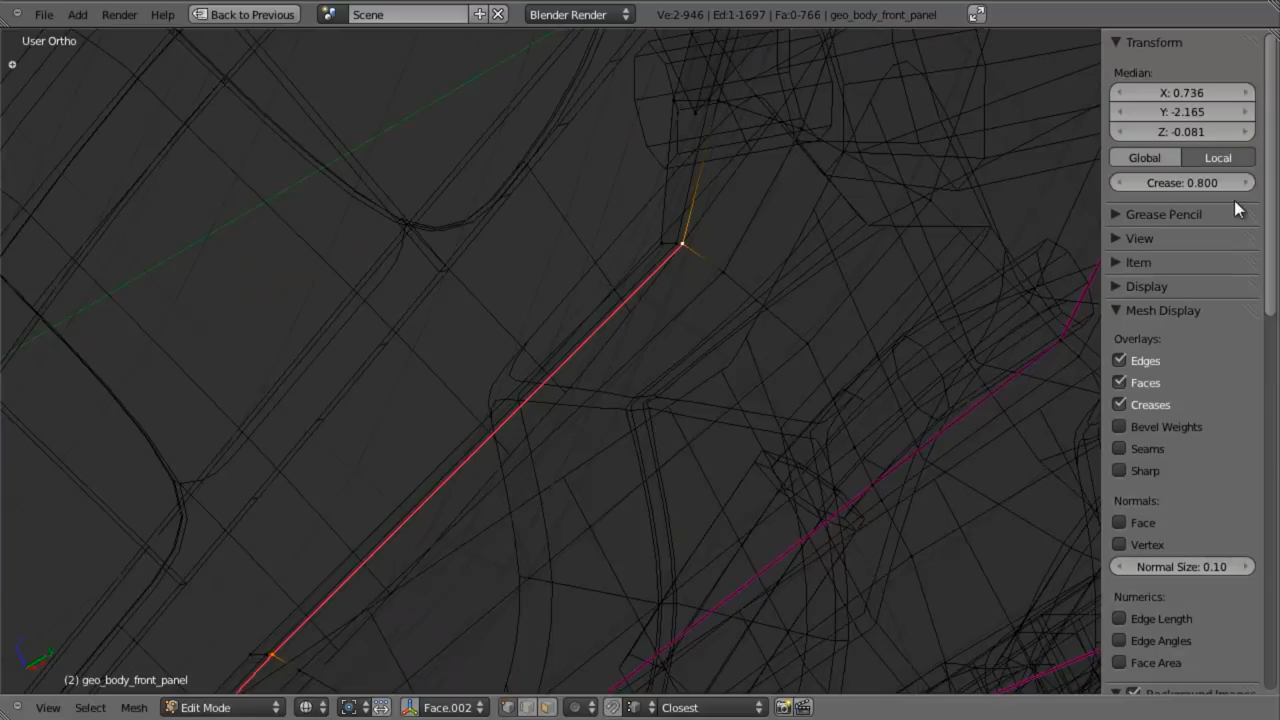 File Add Render Help Back to Previous Scene Blender Render Ve:2-946 | Ed:1-1697 | Fa:0-766 | geo_body_front_panel
User Ortho
Transform
Median:
X: 0.736
Y: -2.165
Z: -0.081
Global Local
Crease: 0.800
Grease Pencil
View
Item
Display
Mesh Display
Overlays:
Edges
Faces
Creases
Bevel Weights
Seams
Sharp
Normals:
Face
Vertex
Normal Size: 0.10
Numerics:
Edge Length
Edge Angles
Face Area
Background Images
(2) geo_body_front_panel
View Select Mesh Edit Mode Face.002 Closest